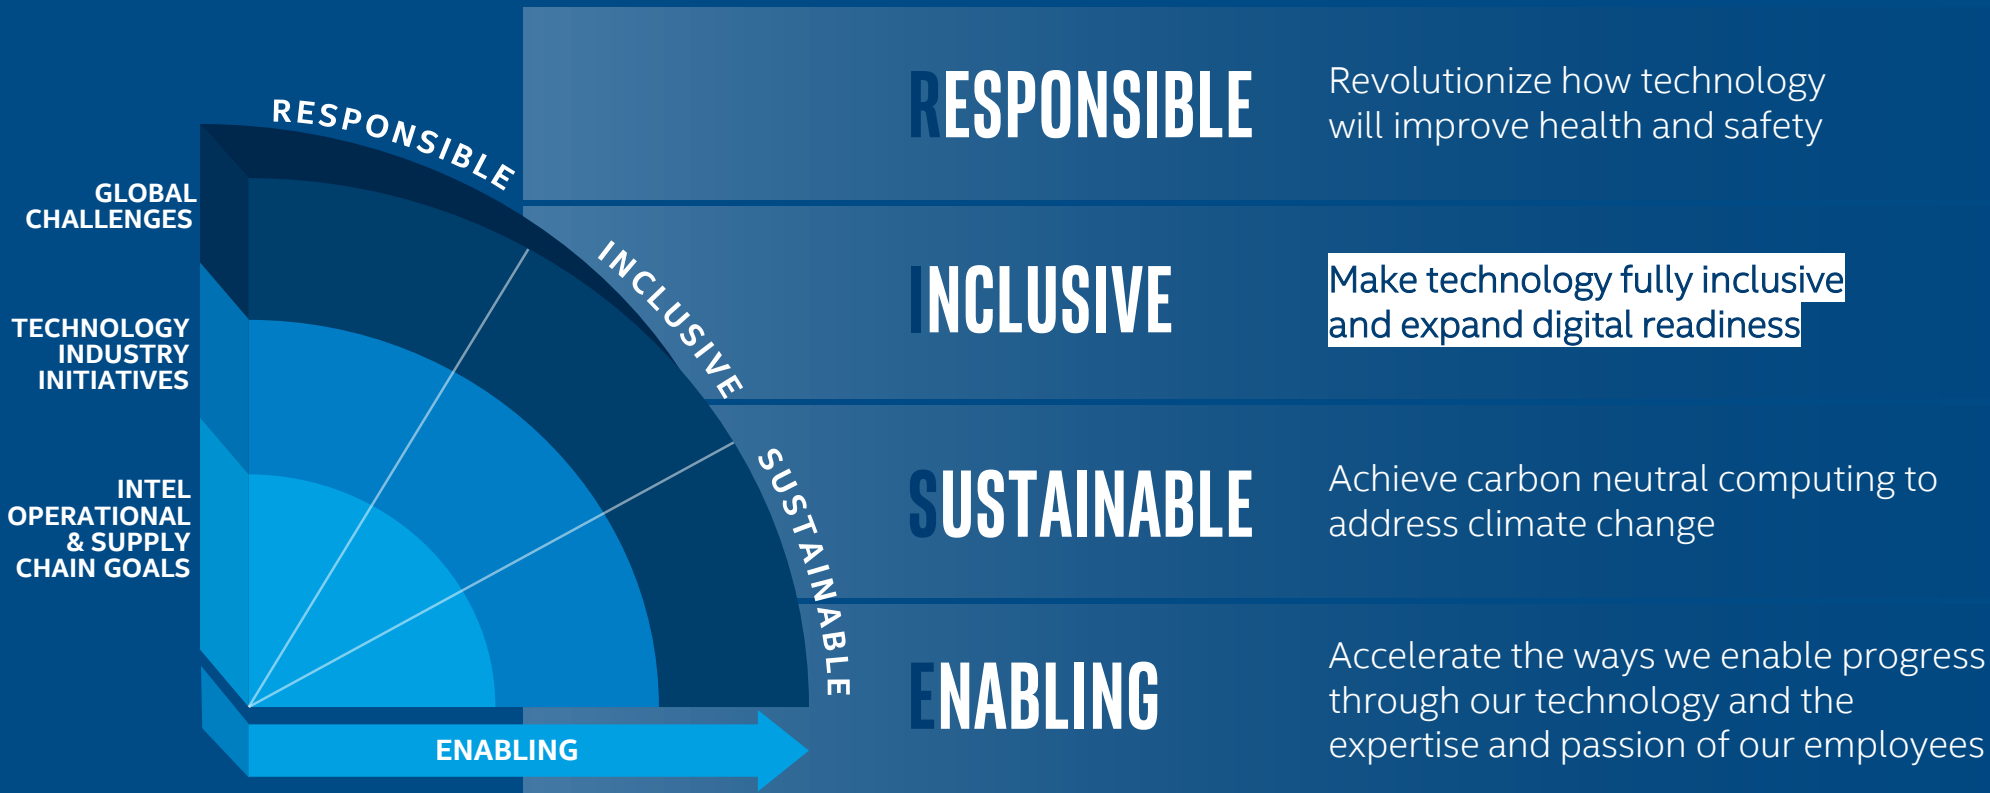 RESPONSIBLE
INCLUSIVE
SUSTAINABLE
GLOBAL
CHALLENGES
TECHNOLOGY
INDUSTRY
INITIATIVES
INTEL
OPERATIONAL
& SUPPLY
CHAIN GOALS
ENABLING
RESPONSIBLE
Revolutionize how technology
will improve health and safety
INCLUSIVE
Make technology fully inclusive
and expand digital readiness
SUSTAINABLE
Achieve carbon neutral computing to
address climate change
ENABLING
Accelerate the ways we enable progress
through our technology and the
expertise and passion of our employees